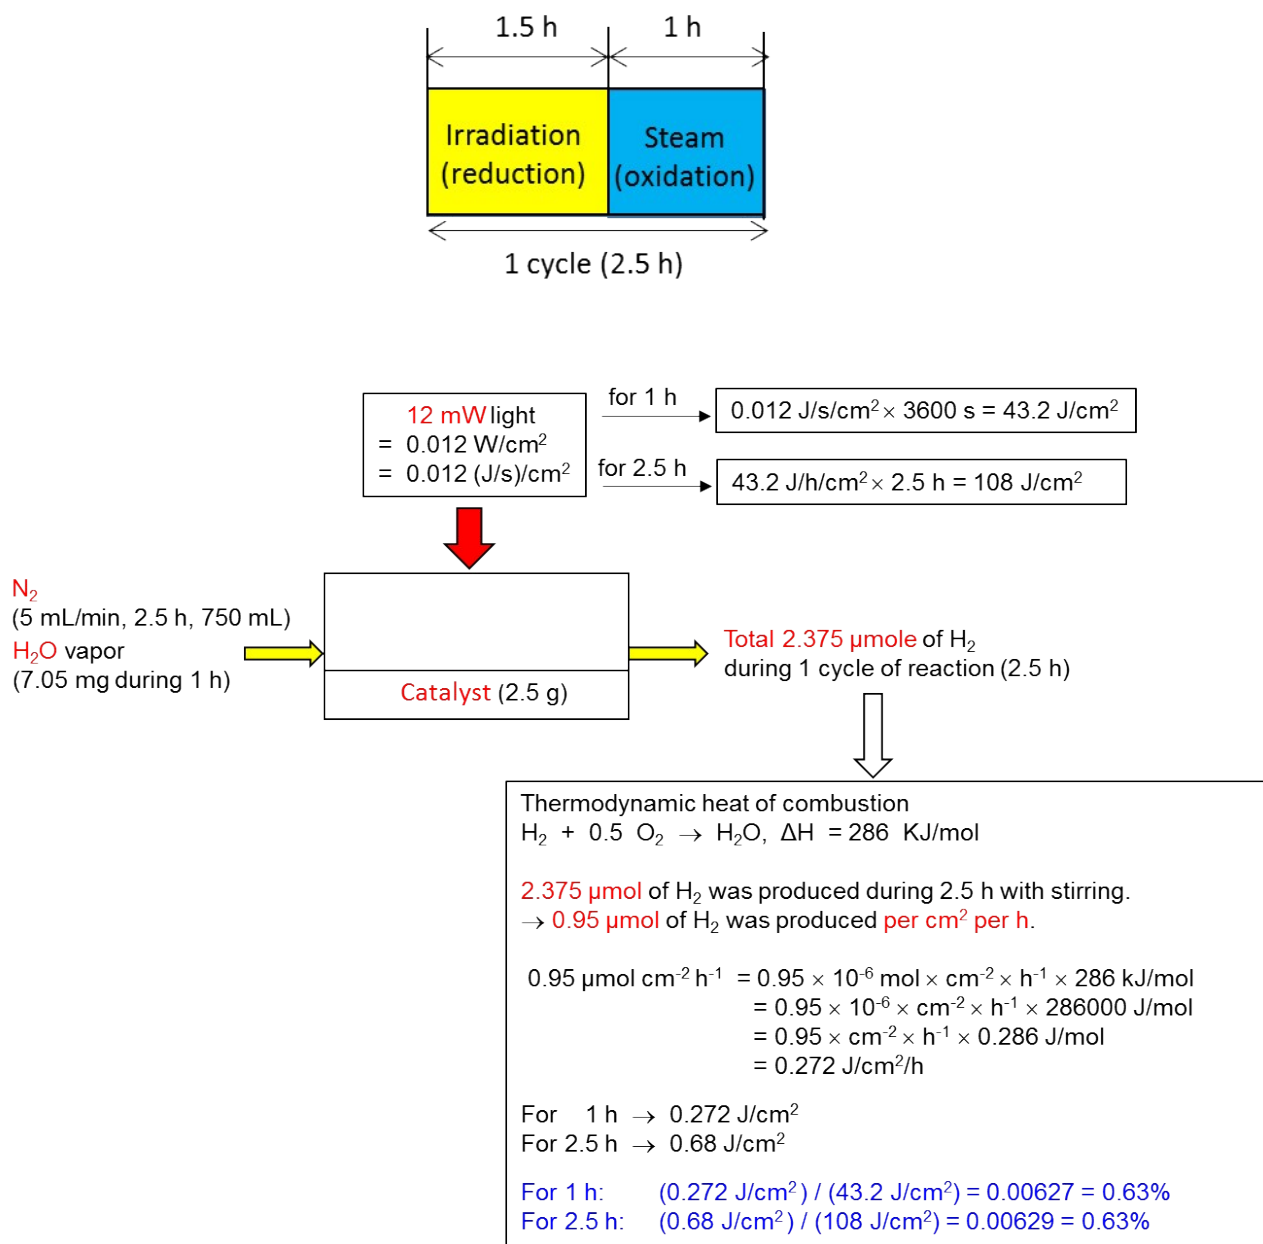 1.5 h
1 h
Irradiation
(reduction)
Steam
(oxidation)
1 cycle (2.5 h)
12 mW light
= 0.012 W/cm²
= 0.012 (J/s)/cm²
for 1 h
0.012 J/s/cm² × 3600 s = 43.2 J/cm²
for 2.5 h
43.2 J/h/cm² × 2.5 h = 108 J/cm²
N₂
(5 mL/min, 2.5 h, 750 mL)
H₂O vapor
(7.05 mg during 1 h)
Catalyst (2.5 g)
Total 2.375 µmole of H₂
during 1 cycle of reaction (2.5 h)
Thermodynamic heat of combustion
H₂ + 0.5 O₂ → H₂O, ΔH = 286 KJ/mol
2.375 µmol of H₂ was produced during 2.5 h with stirring.
→ 0.95 µmol of H₂ was produced per cm² per h.
0.95 µmol cm⁻² h⁻¹ = 0.95 × 10⁻⁶ mol × cm⁻² × h⁻¹ × 286 kJ/mol
= 0.95 × 10⁻⁶ × cm⁻² × h⁻¹ × 286000 J/mol
= 0.95 × cm⁻² × h⁻¹ × 0.286 J/mol
= 0.272 J/cm²/h
For 1 h → 0.272 J/cm²
For 2.5 h → 0.68 J/cm²
For 1 h: (0.272 J/cm²) / (43.2 J/cm²) = 0.00627 = 0.63%
For 2.5 h: (0.68 J/cm²) / (108 J/cm²) = 0.00629 = 0.63%